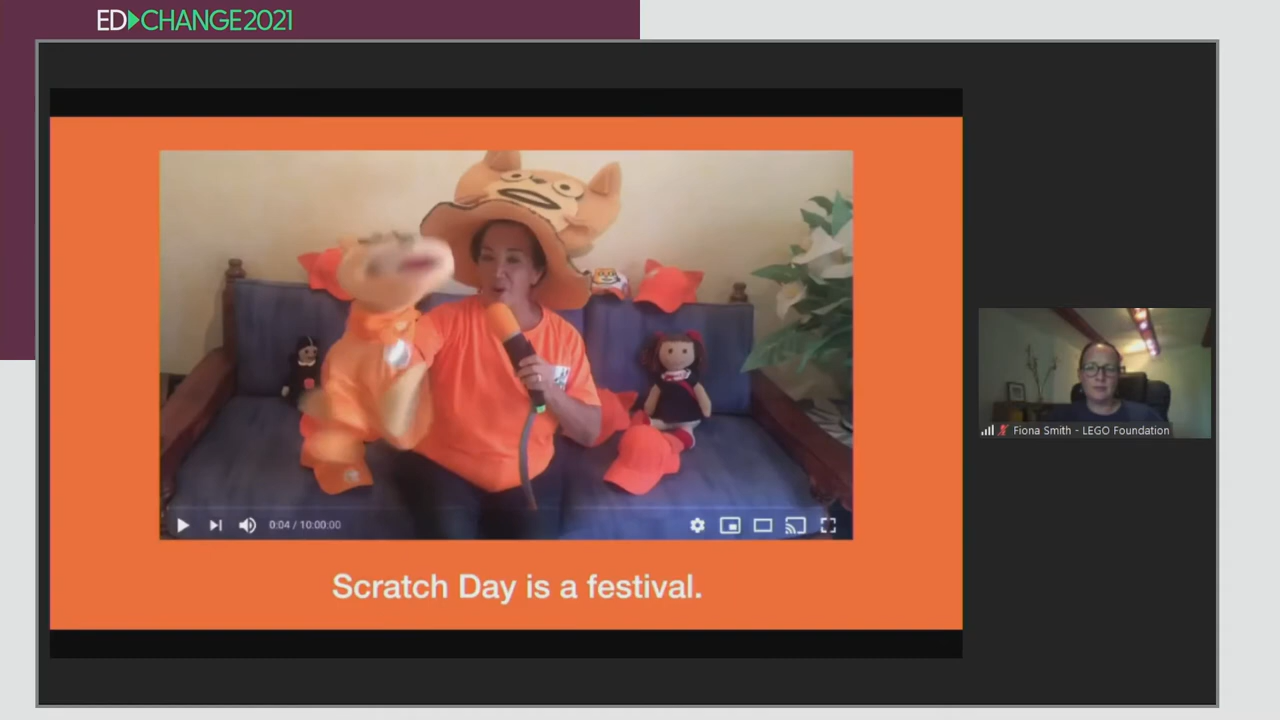 ED▶CHANGE2021
0:04 / 10:00:00
Fiona Smith - LEGO Foundation
Scratch Day is a festival.